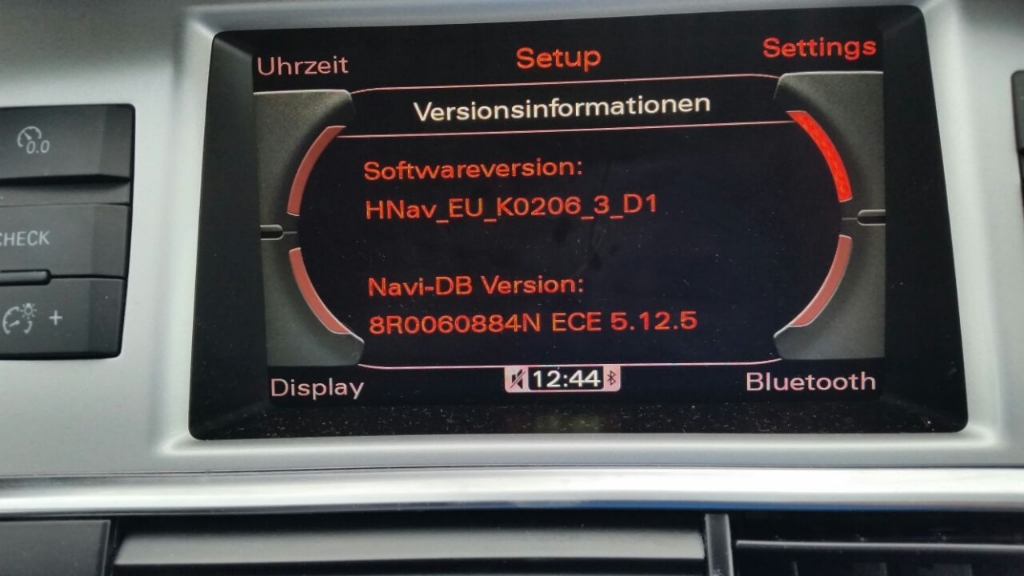 Uhrzeit
Setup
Settings
Versionsinformationen
0.0
Softwareversion:
HNav_EU_K0206_3_D1
CHECK
Navi-DB Version:
8R0060884N ECE 5.12.5
+
Display
12:44
Bluetooth